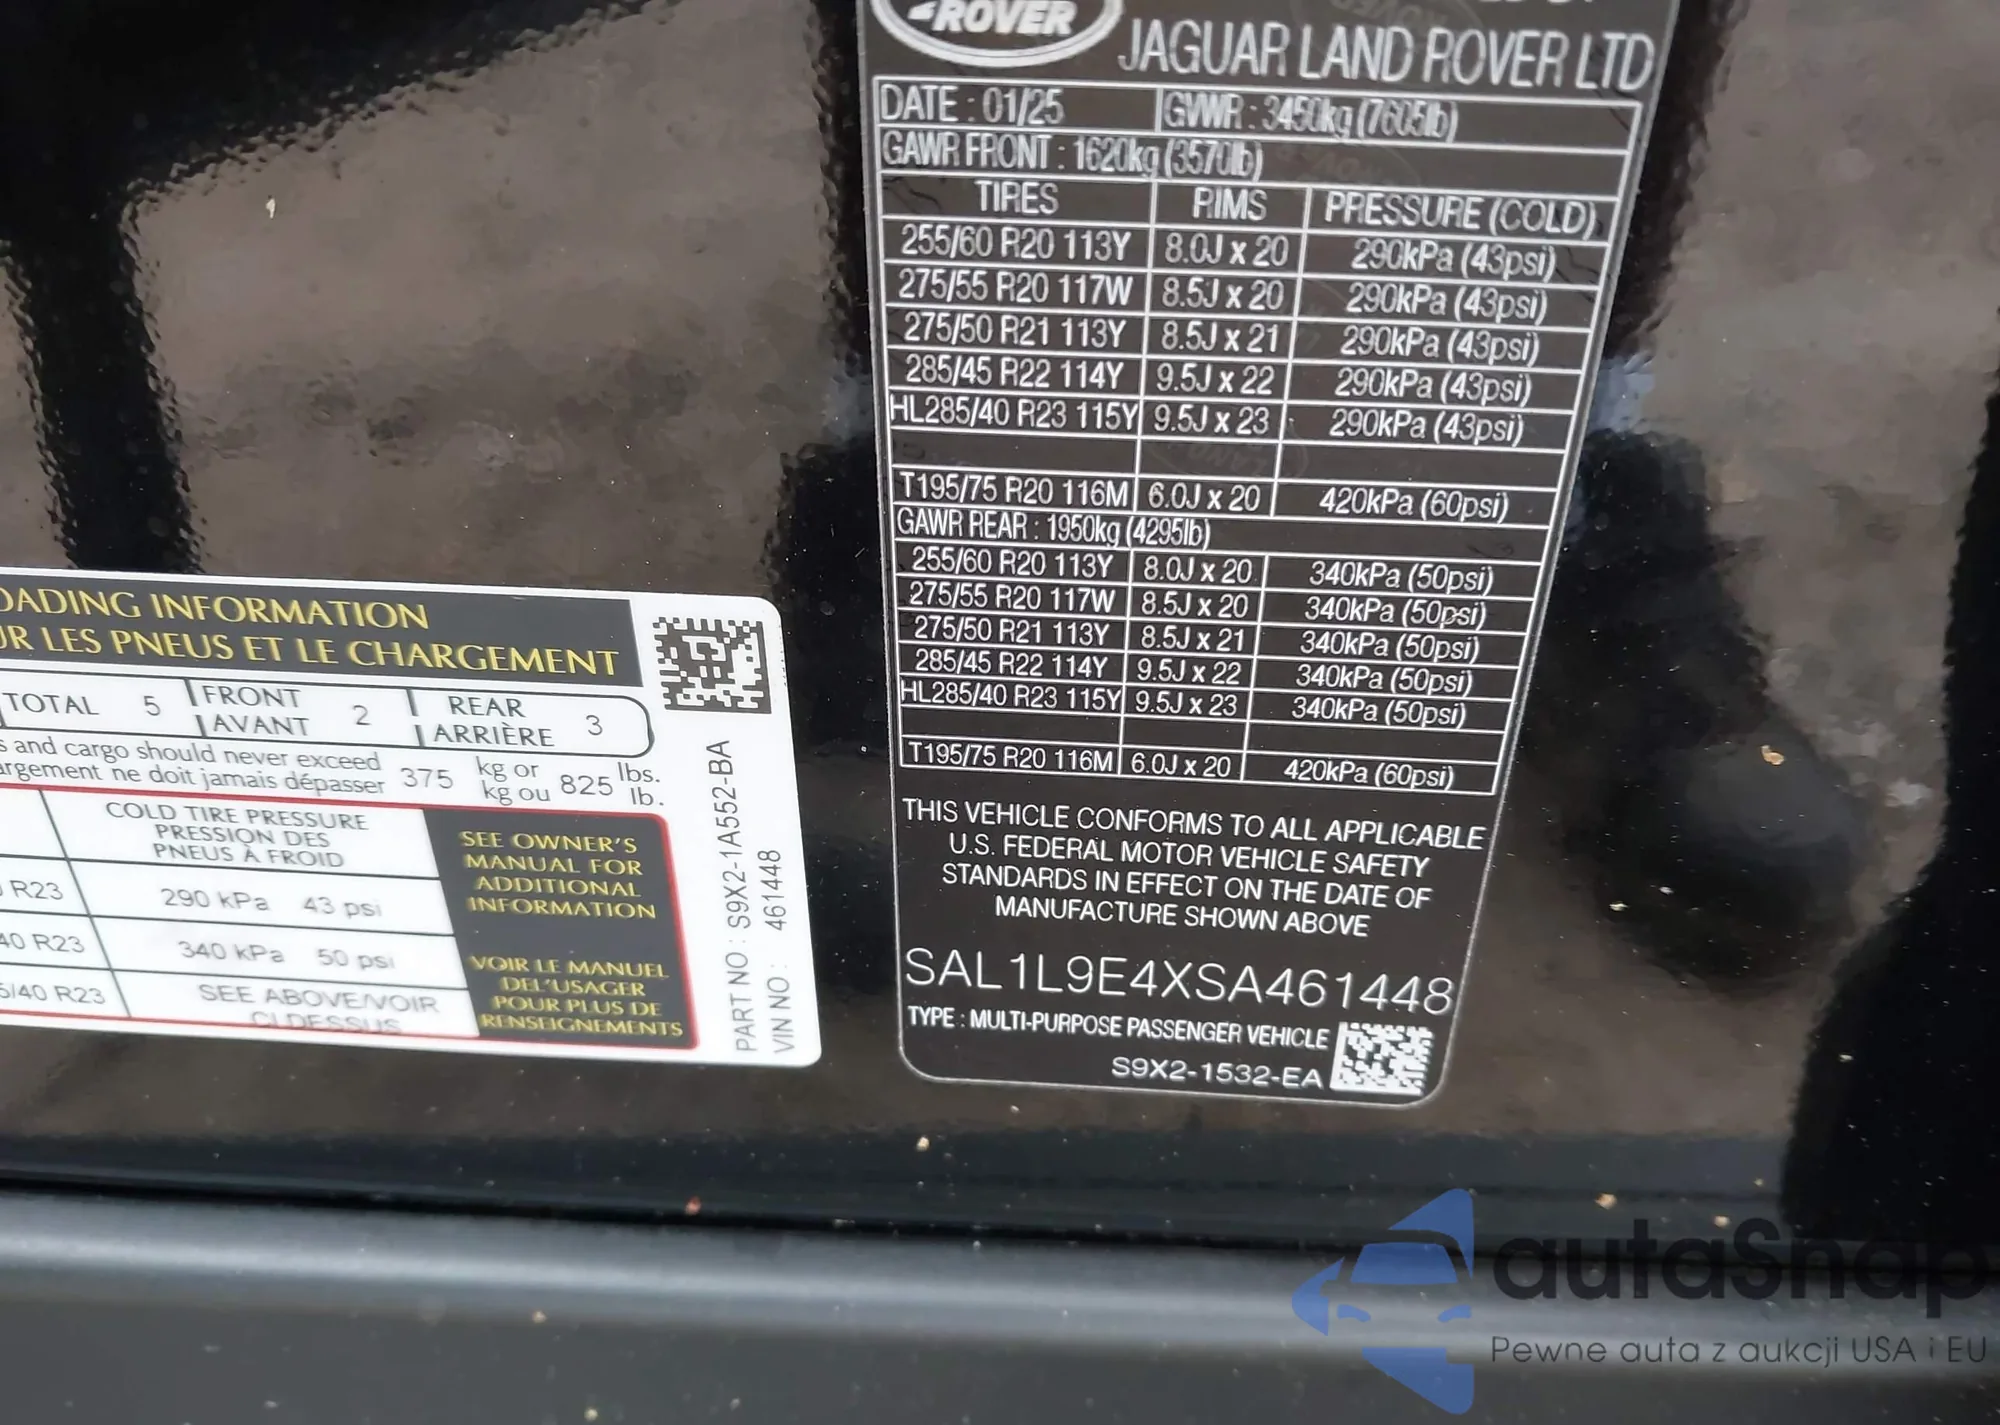 ROVER
JAGUAR LAND ROVER LTD
DATE : 01/25 GVWR : 3450kg (7605lb)
GAWR FRONT : 1620kg (3570lb)
TIRES RIMS PRESSURE (COLD)
255/60 R20 113Y 8.0J x 20 290kPa (43psi)
275/55 R20 117W 8.5J x 20 290kPa (43psi)
275/50 R21 113Y 8.5J x 21 290kPa (43psi)
285/45 R22 114Y 9.5J x 22 290kPa (43psi)
HL285/40 R23 115Y 9.5J x 23 290kPa (43psi)
T195/75 R20 116M 6.0J x 20 420kPa (60psi)
GAWR REAR : 1950kg (4295lb)
255/60 R20 113Y 8.0J x 20 340kPa (50psi)
275/55 R20 117W 8.5J x 20 340kPa (50psi)
275/50 R21 113Y 8.5J x 21 340kPa (50psi)
285/45 R22 114Y 9.5J x 22 340kPa (50psi)
HL285/40 R23 115Y 9.5J x 23 340kPa (50psi)
T195/75 R20 116M 6.0J x 20 420kPa (60psi)
THIS VEHICLE CONFORMS TO ALL APPLICABLE
U.S. FEDERAL MOTOR VEHICLE SAFETY
STANDARDS IN EFFECT ON THE DATE OF
MANUFACTURE SHOWN ABOVE
SAL1L9E4XSA461448
TYPE : MULTI-PURPOSE PASSENGER VEHICLE
S9X2-1532-EA
OADING INFORMATION
UR LES PNEUS ET LE CHARGEMENT
TOTAL 5 FRONT 2 REAR 3
AVANT ARRIÈRE
s and cargo should never exceed 375 kg or 825 lbs.
argement ne doit jamais dépasser kg ou lb.
COLD TIRE PRESSURE
PRESSION DES
PNEUS À FROID
R23 290 kPa 43 psi
40 R23 340 kPa 50 psi
5/40 R23 SEE ABOVE/VOIR
CI DESSUS
SEE OWNER'S
MANUAL FOR
ADDITIONAL
INFORMATION
VOIR LE MANUEL
DEL'USAGER
POUR PLUS DE
RENSEIGNEMENTS
PART NO : S9X2-1A552-BA
VIN NO : 461448
autaSnap
Pewne auta z aukcji USA i EU